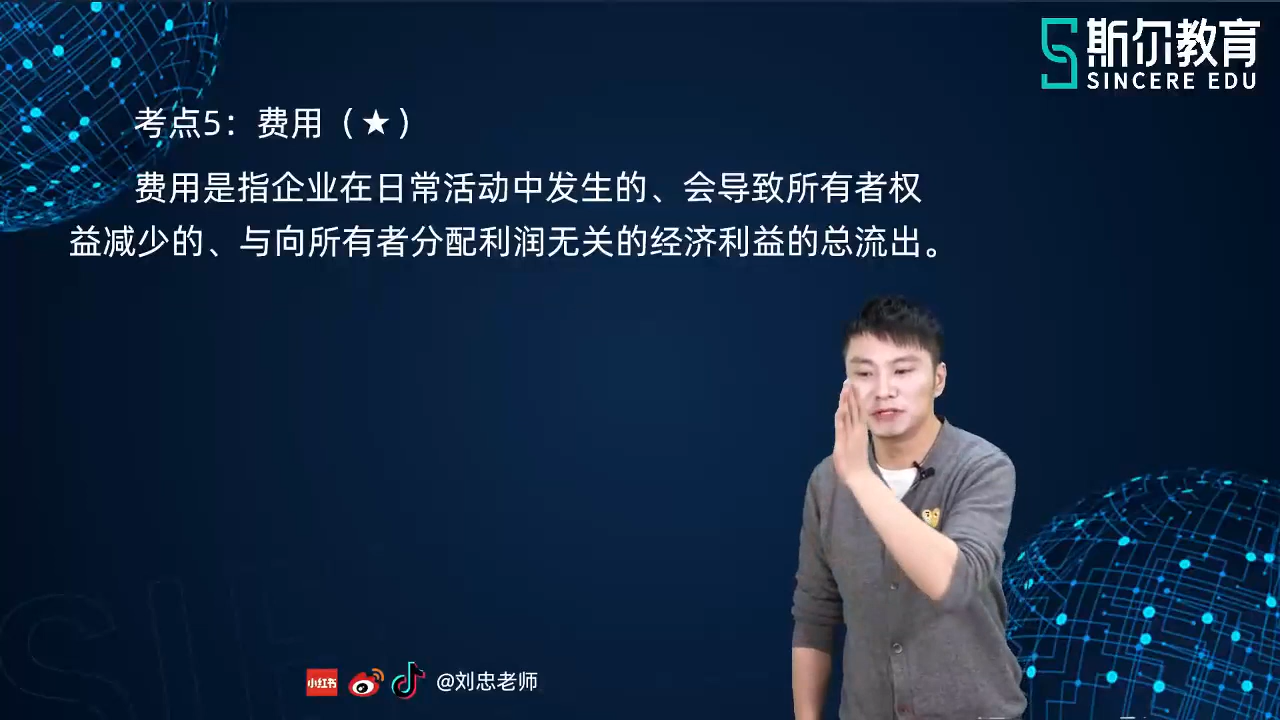 斯尔教育
SINCERE EDU
考点5：费用（★）
费用是指企业在日常活动中发生的、会导致所有者权
益减少的、与向所有者分配利润无关的经济利益的总流出。
小红书
@刘忠老师